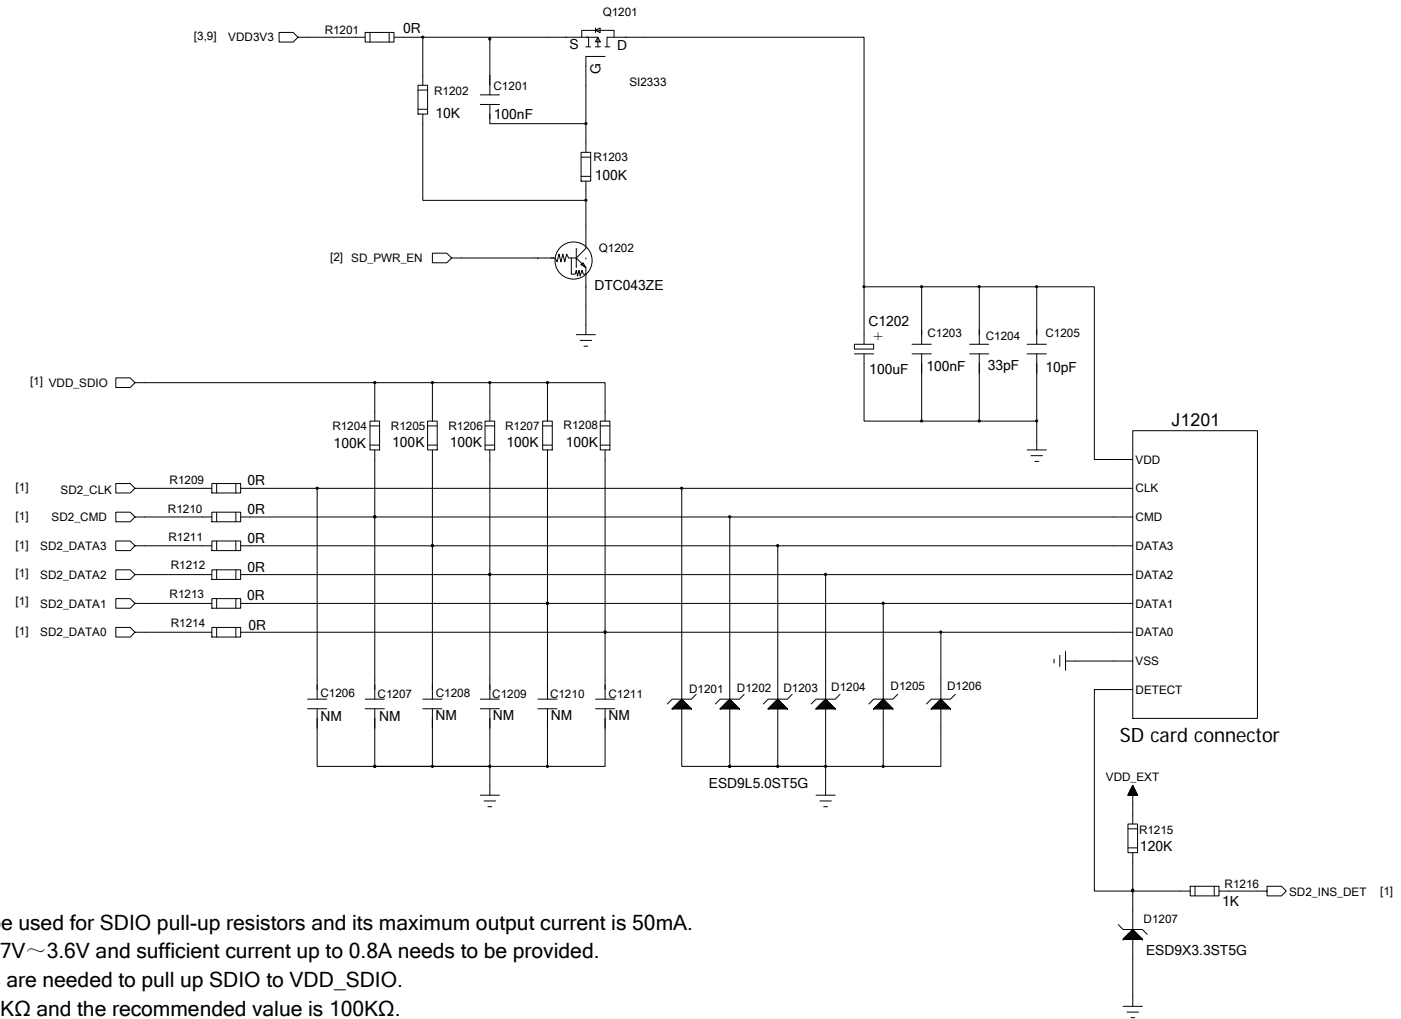 Q1201
[3,9] VDD3V3 R1201 0R
S D
G
SI2333
R1202
10K
C1201
100nF
R1203
100K
[2] SD_PWR_EN
Q1202
DTC043ZE
C1202
+
100uF
C1203
100nF
C1204
33pF
C1205
10pF
[1] VDD_SDIO
R1204 R1205 R1206 R1207 R1208
100K 100K 100K 100K 100K
J1201
VDD
[1] SD2_CLK R1209 0R CLK
[1] SD2_CMD R1210 0R CMD
[1] SD2_DATA3 R1211 0R DATA3
[1] SD2_DATA2 R1212 0R DATA2
[1] SD2_DATA1 R1213 0R DATA1
[1] SD2_DATA0 R1214 0R DATA0
VSS
DETECT
C1206 C1207 C1208 C1209 C1210 C1211
NM NM NM NM NM NM
D1201 D1202 D1203 D1204 D1205 D1206
ESD9L5.0ST5G
SD card connector
VDD_EXT
R1215
120K
R1216
1K
SD2_INS_DET [1]
D1207
ESD9X3.3ST5G
used for SDIO pull-up resistors and its maximum output current is 50mA.
7V～3.6V and sufficient current up to 0.8A needs to be provided.
are needed to pull up SDIO to VDD_SDIO.
KΩ and the recommended value is 100KΩ.